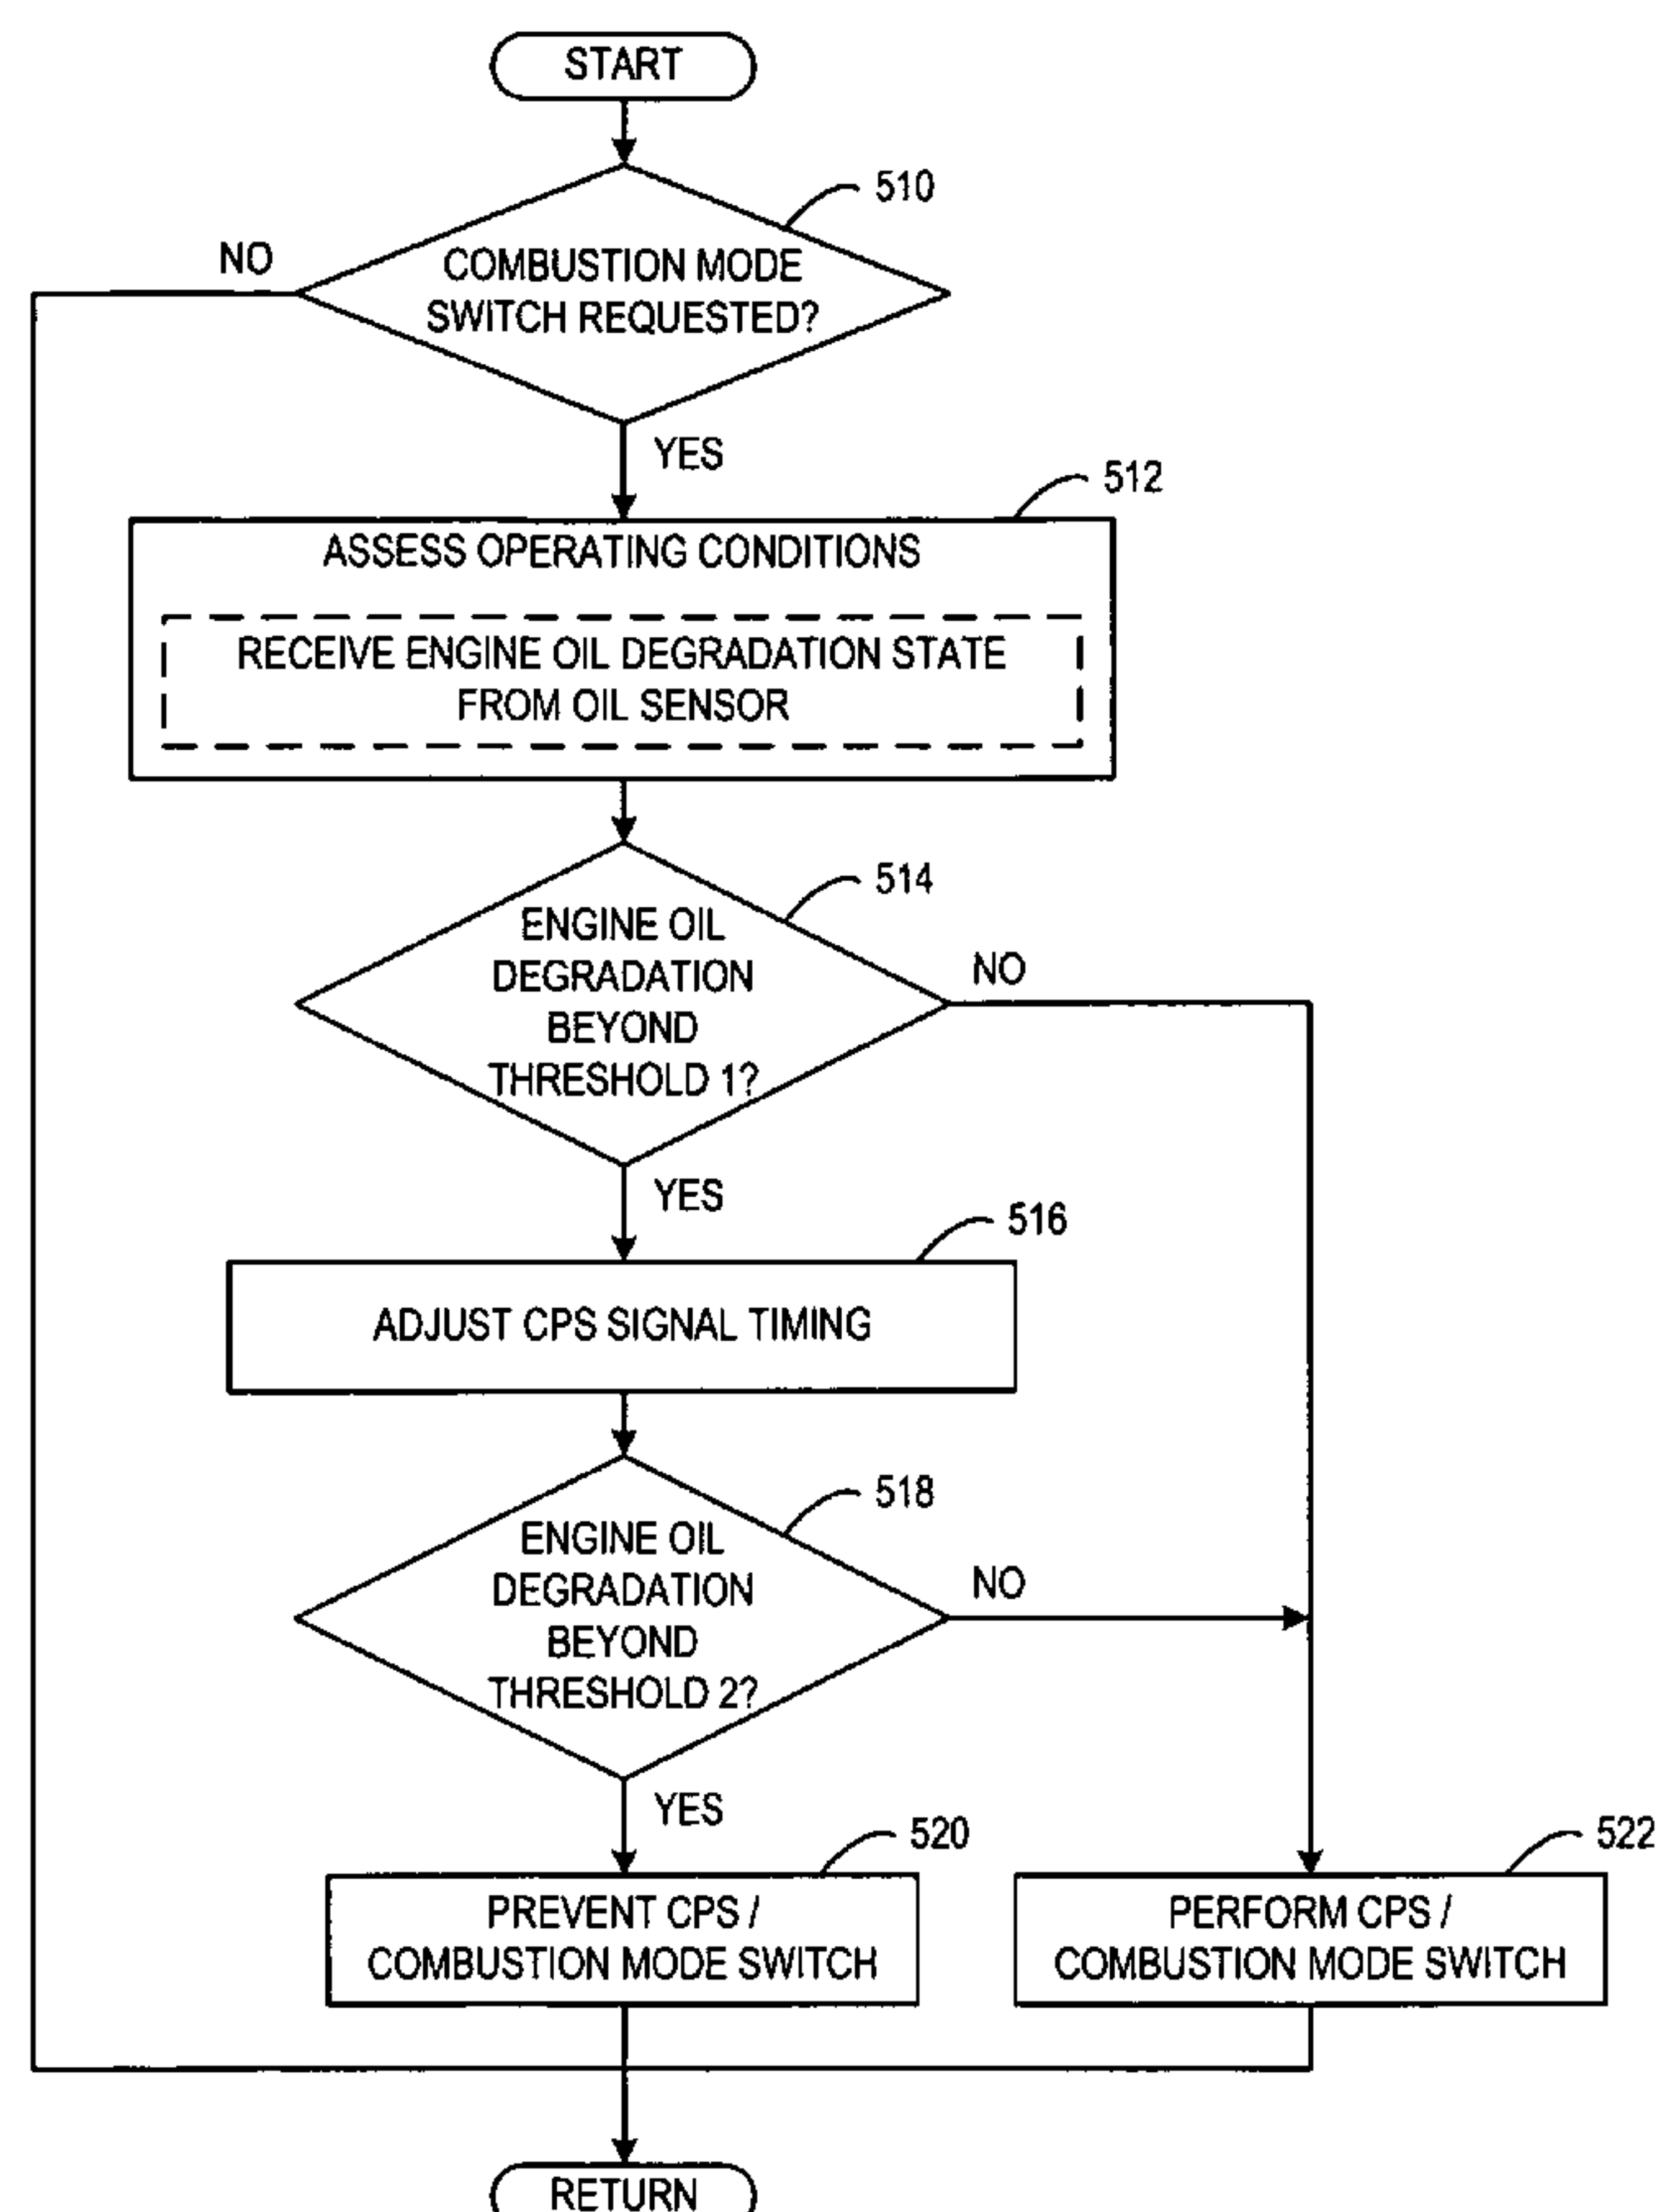 START
510
NO
COMBUSTION MODE
SWITCH REQUESTED?
YES
512
ASSESS OPERATING CONDITIONS
RECEIVE ENGINE OIL DEGRADATION STATE
FROM OIL SENSOR
514
ENGINE OIL
DEGRADATION
BEYOND
THRESHOLD 1?
NO
YES
516
ADJUST CPS SIGNAL TIMING
518
ENGINE OIL
DEGRADATION
BEYOND
THRESHOLD 2?
NO
YES
520
PREVENT CPS /
COMBUSTION MODE SWITCH
522
PERFORM CPS /
COMBUSTION MODE SWITCH
RETURN